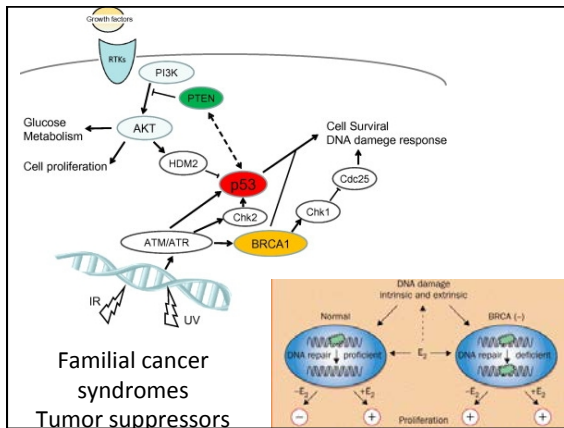 Growth factors
RTKs
PI3K
PTEN
Glucose
Metabolism
AKT
Cell Survival
DNA damage response
Cell proliferation
HDM2
p53
Cdc25
Chk2
Chk1
ATM/ATR
BRCA1
IR
UV
Familial cancer
syndromes
Tumor suppressors
DNA damage
intrinsic and extrinsic
Normal
BRCA (–)
DNA repair proficient
E2
DNA repair deficient
–E2
+E2
–E2
+E2
–
+
Proliferation
+
+